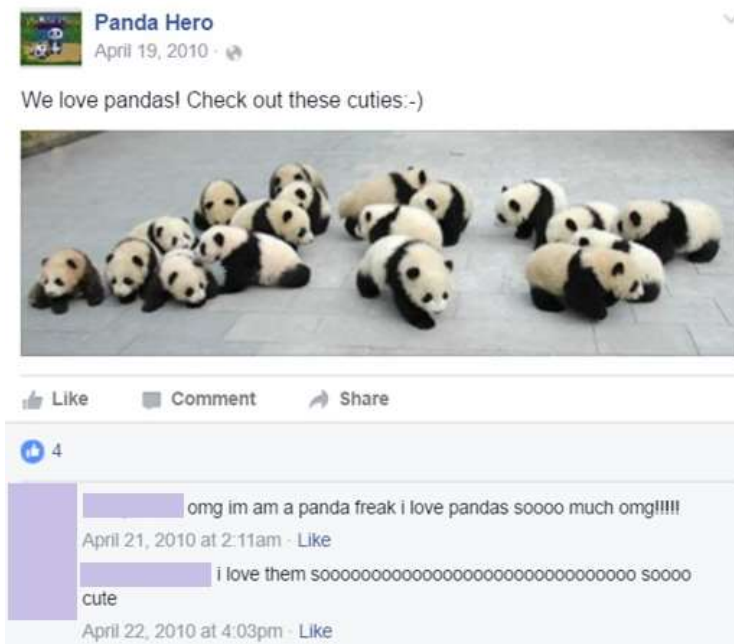 Panda Hero
April 19, 2010 ·
We love pandas! Check out these cuties:-)
Like Comment Share
4
omg im am a panda freak i love pandas soooo much omg!!!!!
April 21, 2010 at 2:11am · Like
i love them sooooooooooooooooooooooooooooooooo soooo
cute
April 22, 2010 at 4:03pm · Like